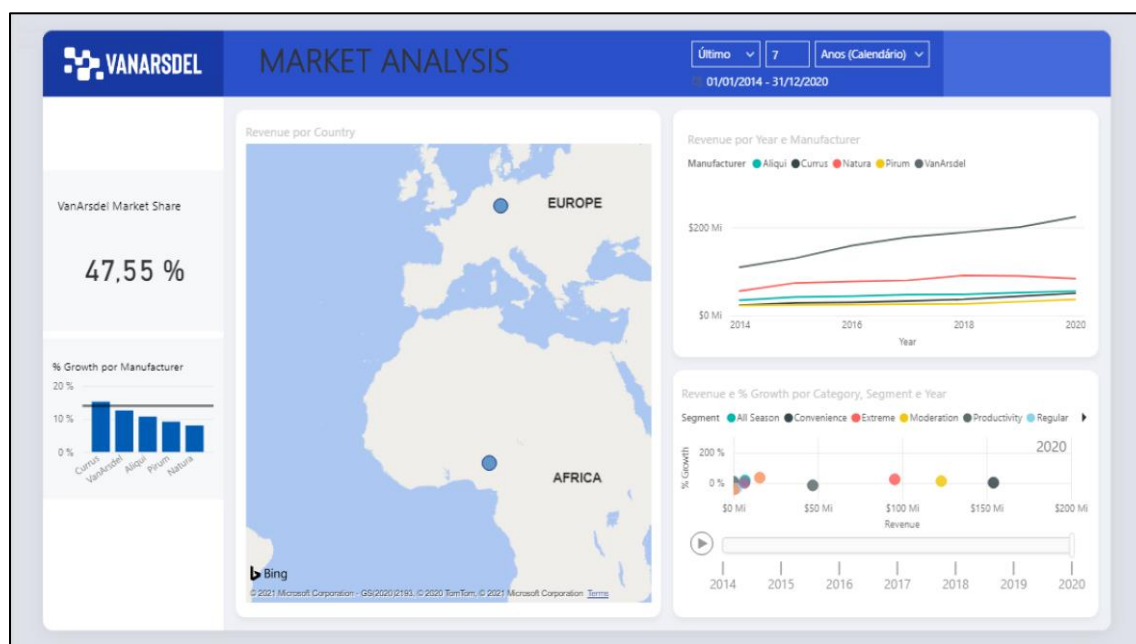 VANARSDEL
MARKET ANALYSIS
Último
7
Anos (Calendário)
01/01/2014 - 31/12/2020
VanArsdel Market Share
47,55 %
% Growth por Manufacturer
20 %
10 %
0 %
Currus
VanArsdel
Aliqui
Pirum
Natura
Revenue por Country
EUROPE
AFRICA
Bing
© 2021 Microsoft Corporation - GS(2020)2193, © 2020 TomTom, © 2021 Microsoft Corporation Terms
Revenue por Year e Manufacturer
Manufacturer Aliqui Currus Natura Pirum VanArsdel
$200 Mi
$0 Mi
2014 2016 2018 2020
Year
Revenue e % Growth por Category, Segment e Year
Segment All Season Convenience Extreme Moderation Productivity Regular
2020
% Growth
200 %
0 %
$0 Mi $50 Mi $100 Mi $150 Mi $200 Mi
Revenue
2014 2015 2016 2017 2018 2019 2020